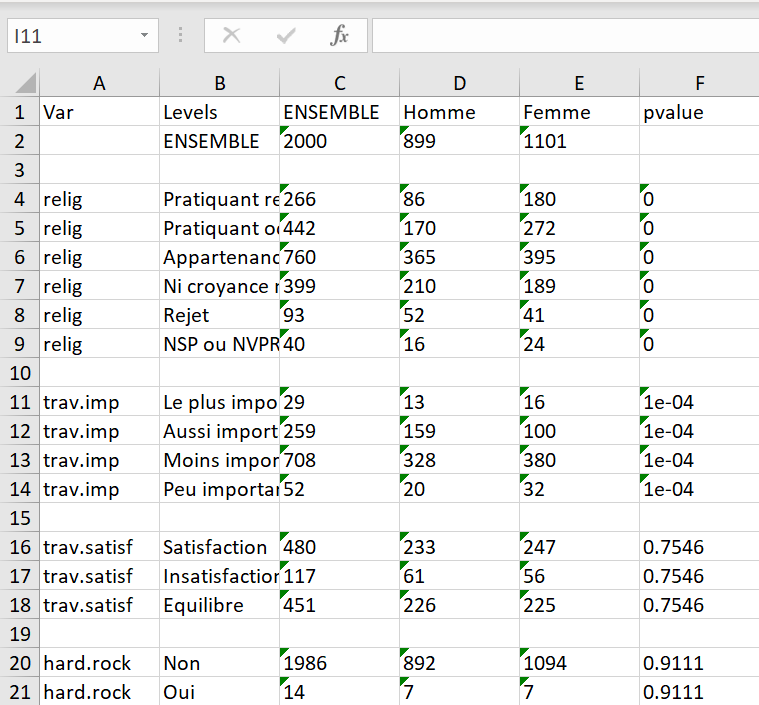 I11 fx
A B C D E F
1 Var Levels ENSEMBLE Homme Femme pvalue
2 ENSEMBLE 2000 899 1101
3
4 relig Pratiquant re 266 86 180 0
5 relig Pratiquant oc 442 170 272 0
6 relig Appartenanc 760 365 395 0
7 relig Ni croyance n 399 210 189 0
8 relig Rejet 93 52 41 0
9 relig NSP ou NVPR 40 16 24 0
10
11 trav.imp Le plus impo 29 13 16 1e-04
12 trav.imp Aussi import 259 159 100 1e-04
13 trav.imp Moins impor 708 328 380 1e-04
14 trav.imp Peu importan 52 20 32 1e-04
15
16 trav.satisf Satisfaction 480 233 247 0.7546
17 trav.satisf Insatisfaction 117 61 56 0.7546
18 trav.satisf Equilibre 451 226 225 0.7546
19
20 hard.rock Non 1986 892 1094 0.9111
21 hard.rock Oui 14 7 7 0.9111